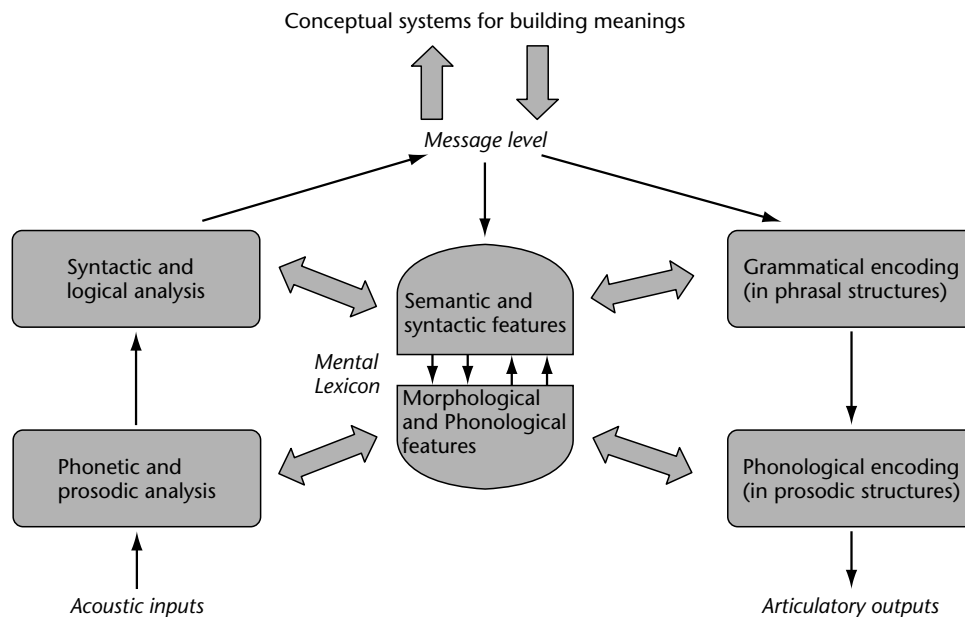 Conceptual systems for building meanings
Message level
Syntactic and
logical analysis
Semantic and
syntactic features
Grammatical encoding
(in phrasal structures)
Mental
Lexicon
Morphological
and Phonological
features
Phonetic and
prosodic analysis
Phonological encoding
(in prosodic structures)
Acoustic inputs
Articulatory outputs